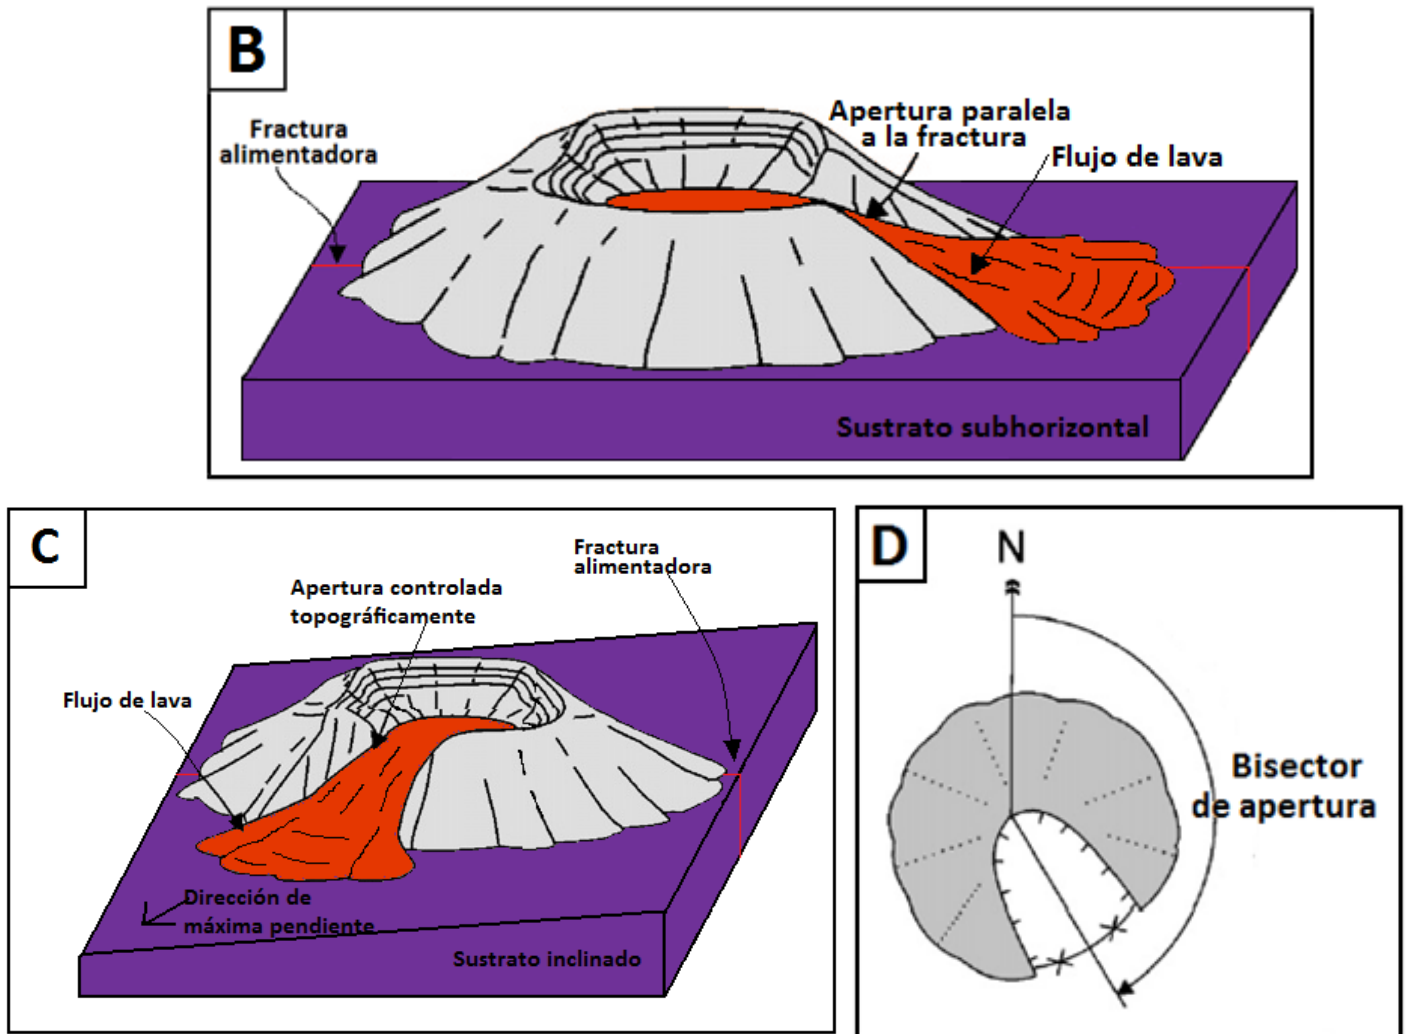 B
Fractura
alimentadora
Apertura paralela
a la fractura
Flujo de lava
Sustrato subhorizontal
C
Fractura
alimentadora
Apertura controlada
topográficamente
Flujo de lava
Dirección de
máxima pendiente
Sustrato inclinado
D
N
Bisector
de apertura